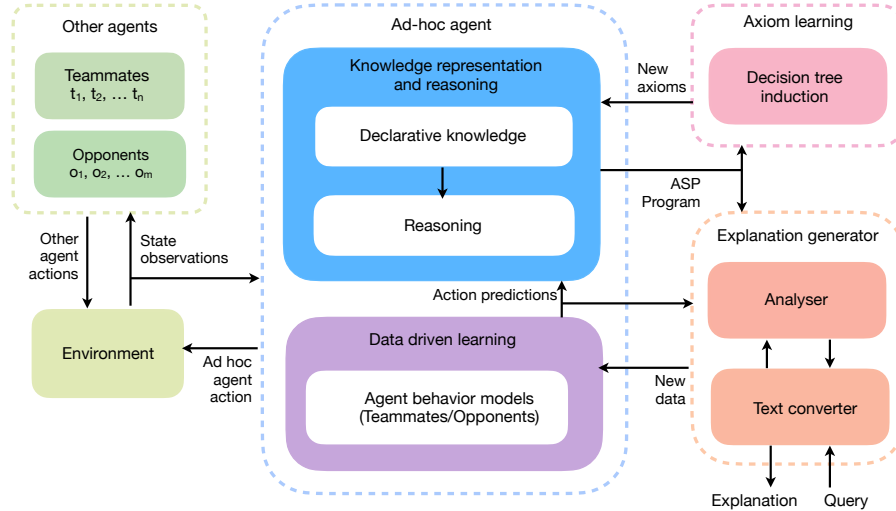 Other agents
Teammates
t₁, t₂, … tₙ
Opponents
o₁, o₂, … oₘ
Other
agent
actions
State
observations
Environment
Ad hoc
agent
action
Ad-hoc agent
Knowledge representation
and reasoning
Declarative knowledge
Reasoning
Action predictions
Data driven learning
Agent behavior models
(Teammates/Opponents)
New
axioms
Axiom learning
Decision tree
induction
ASP
Program
Explanation generator
Analyser
New
data
Text converter
Explanation
Query